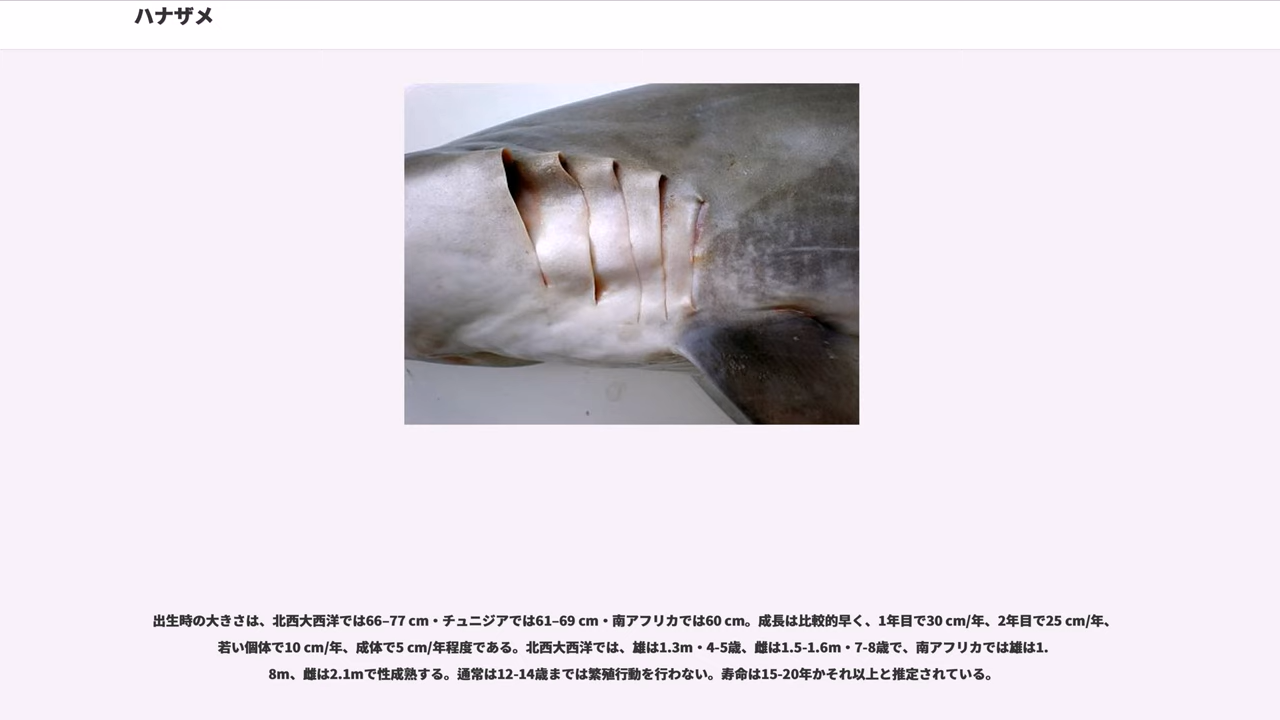 ハナザメ
出生時の大きさは、北西大西洋では66–77 cm・チュニジアでは61–69 cm・南アフリカでは60 cm。成長は比較的早く、1年目で30 cm/年、2年目で25 cm/年、
若い個体で10 cm/年、成体で5 cm/年程度である。北西大西洋では、雄は1.3m・4-5歳、雌は1.5-1.6m・7-8歳で、南アフリカでは雄は1.
8m、雌は2.1mで性成熟する。通常は12-14歳までは繁殖行動を行わない。寿命は15-20年かそれ以上と推定されている。